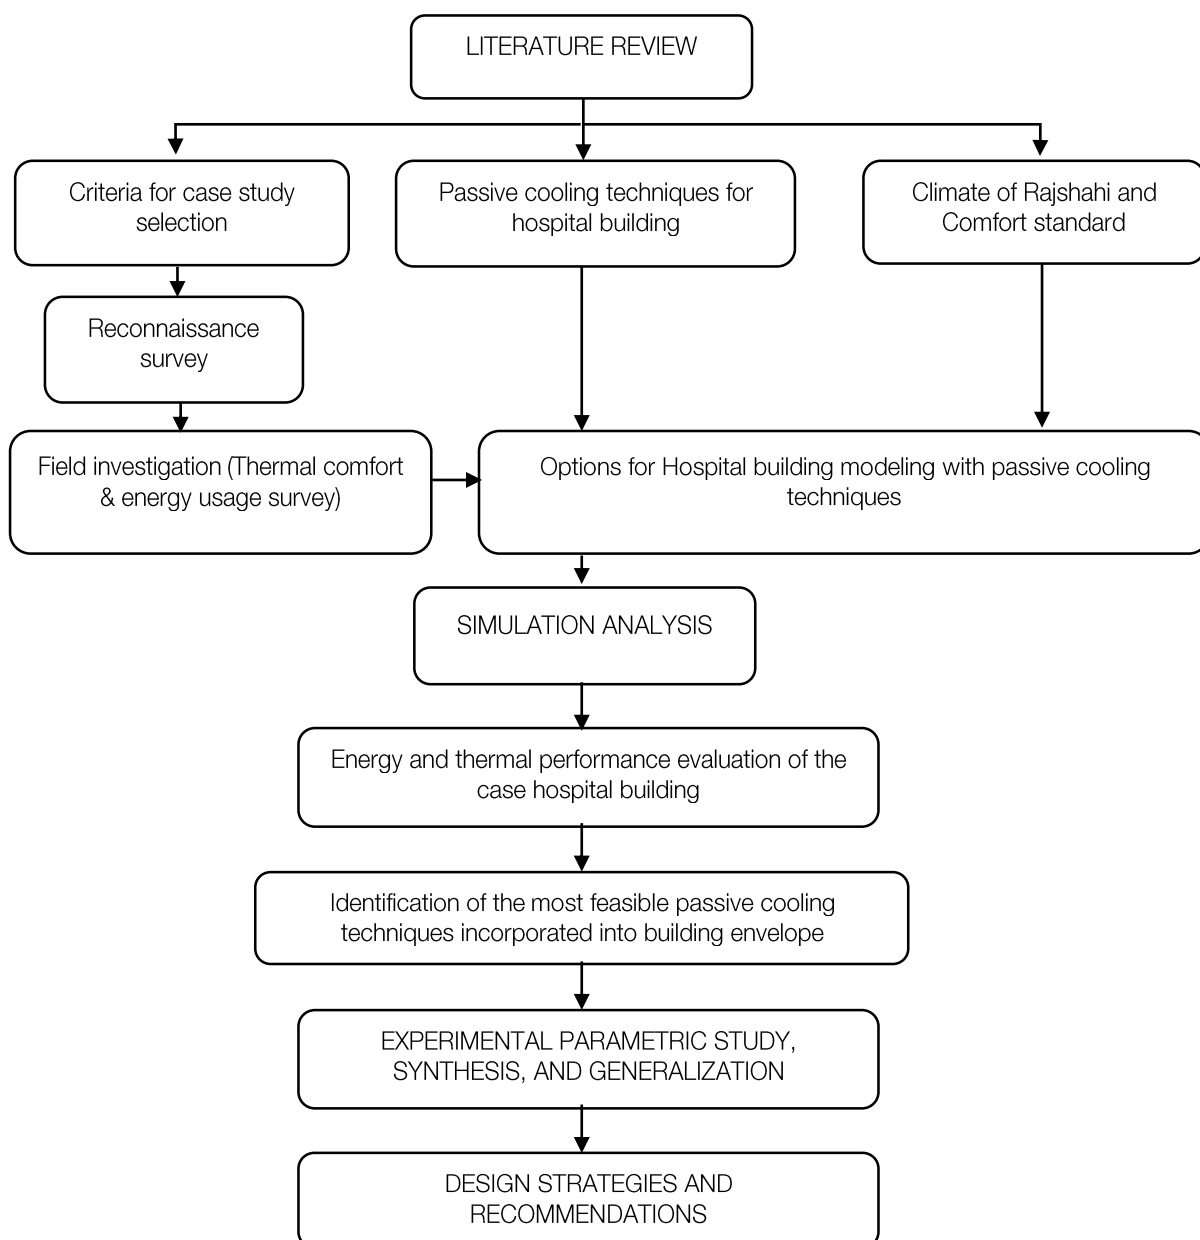 LITERATURE REVIEW
Criteria for case study
selection
Passive cooling techniques for
hospital building
Climate of Rajshahi and
Comfort standard
Reconnaissance
survey
Field investigation (Thermal comfort
& energy usage survey)
Options for Hospital building modeling with passive cooling
techniques
SIMULATION ANALYSIS
Energy and thermal performance evaluation of the
case hospital building
Identification of the most feasible passive cooling
techniques incorporated into building envelope
EXPERIMENTAL PARAMETRIC STUDY,
SYNTHESIS, AND GENERALIZATION
DESIGN STRATEGIES AND
RECOMMENDATIONS